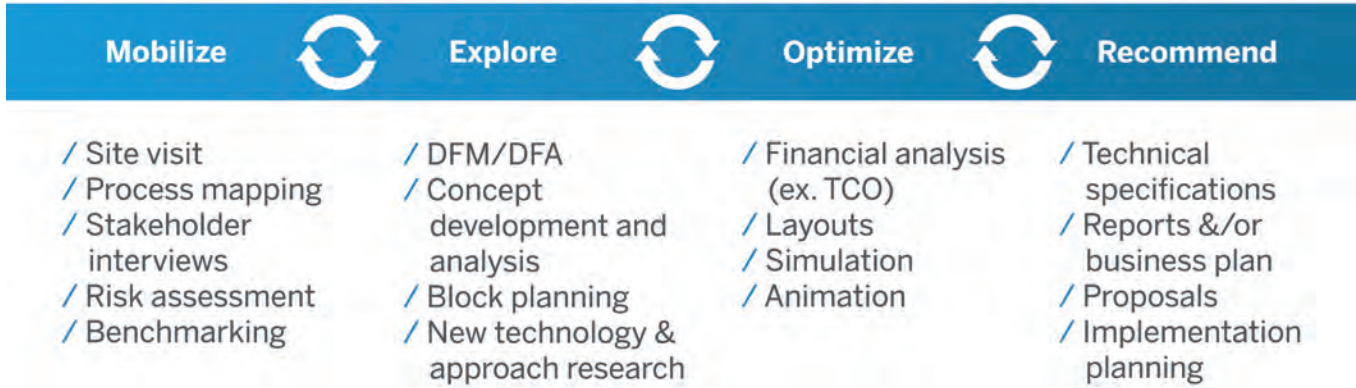 Mobilize
Explore
Optimize
Recommend
/ Site visit
/ Process mapping
/ Stakeholder
interviews
/ Risk assessment
/ Benchmarking
/ DFM/DFA
/ Concept
development and
analysis
/ Block planning
/ New technology &
approach research
/ Financial analysis
(ex. TCO)
/ Layouts
/ Simulation
/ Animation
/ Technical
specifications
/ Reports &/or
business plan
/ Proposals
/ Implementation
planning